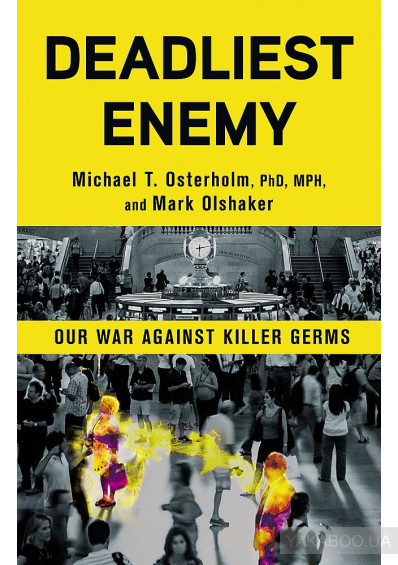 DEADLIEST
ENEMY
Michael T. Osterholm, PhD, MPH,
and Mark Olshaker
OUR WAR AGAINST KILLER GERMS
YAKABOO.UA